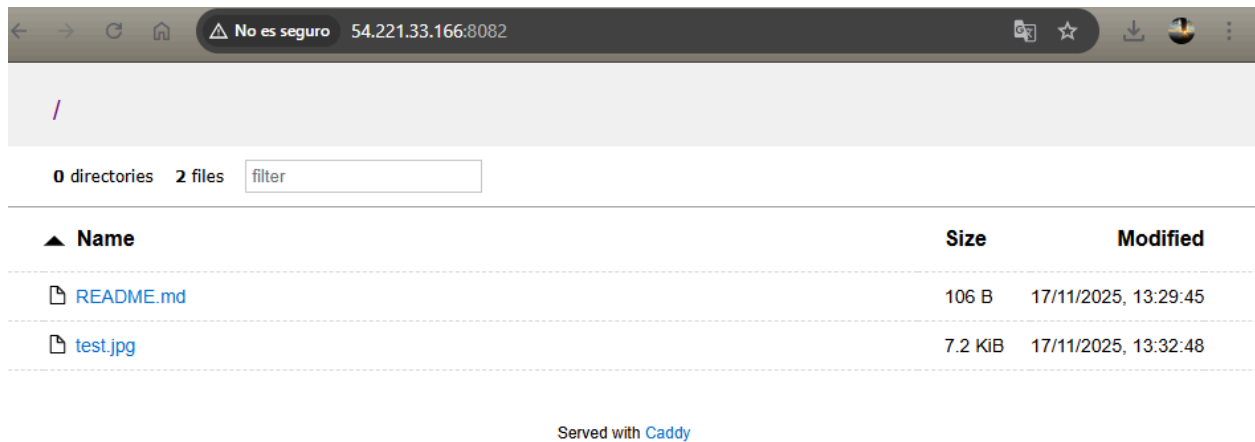 No es seguro 54.221.33.166:8082
/
0 directories 2 files filter
Name Size Modified
README.md 106 B 17/11/2025, 13:29:45
test.jpg 7.2 KiB 17/11/2025, 13:32:48
Served with Caddy